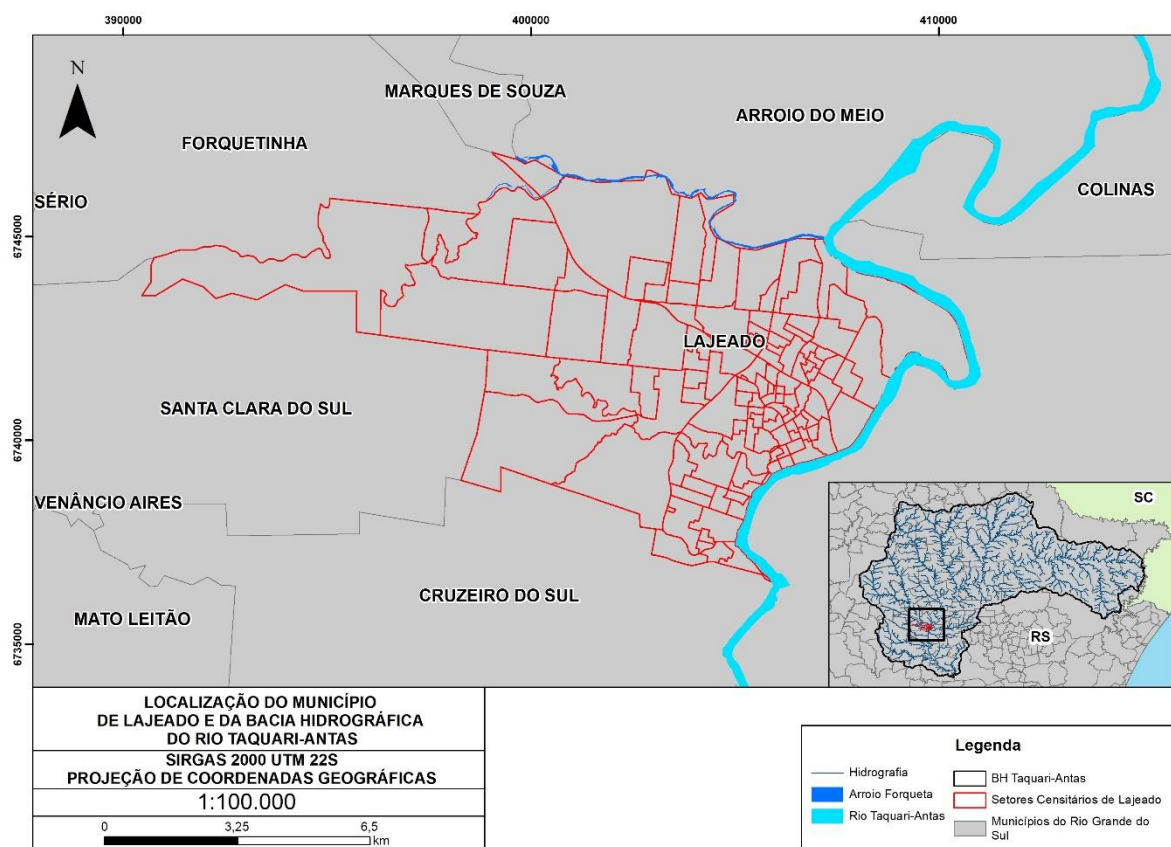 390000
400000
410000
N
MARQUES DE SOUZA
ARROIO DO MEIO
FORQUETINHA
COLINAS
SÉRIO
6745000
LAJEADO
SANTA CLARA DO SUL
6740000
VENÂNCIO AIRES
SC
CRUZEIRO DO SUL
MATO LEITÃO
RS
6735000
LOCALIZAÇÃO DO MUNICÍPIO
DE LAJEADO E DA BACIA HIDROGRÁFICA
DO RIO TAQUARI-ANTAS
SIRGAS 2000 UTM 22S
PROJEÇÃO DE COORDENADAS GEOGRÁFICAS
1:100.000
0 3,25 6,5
km
Legenda
Hidrografia
Arroio Forqueta
Rio Taquari-Antas
BH Taquari-Antas
Setores Censitários de Lajeado
Municípios do Rio Grande do
Sul